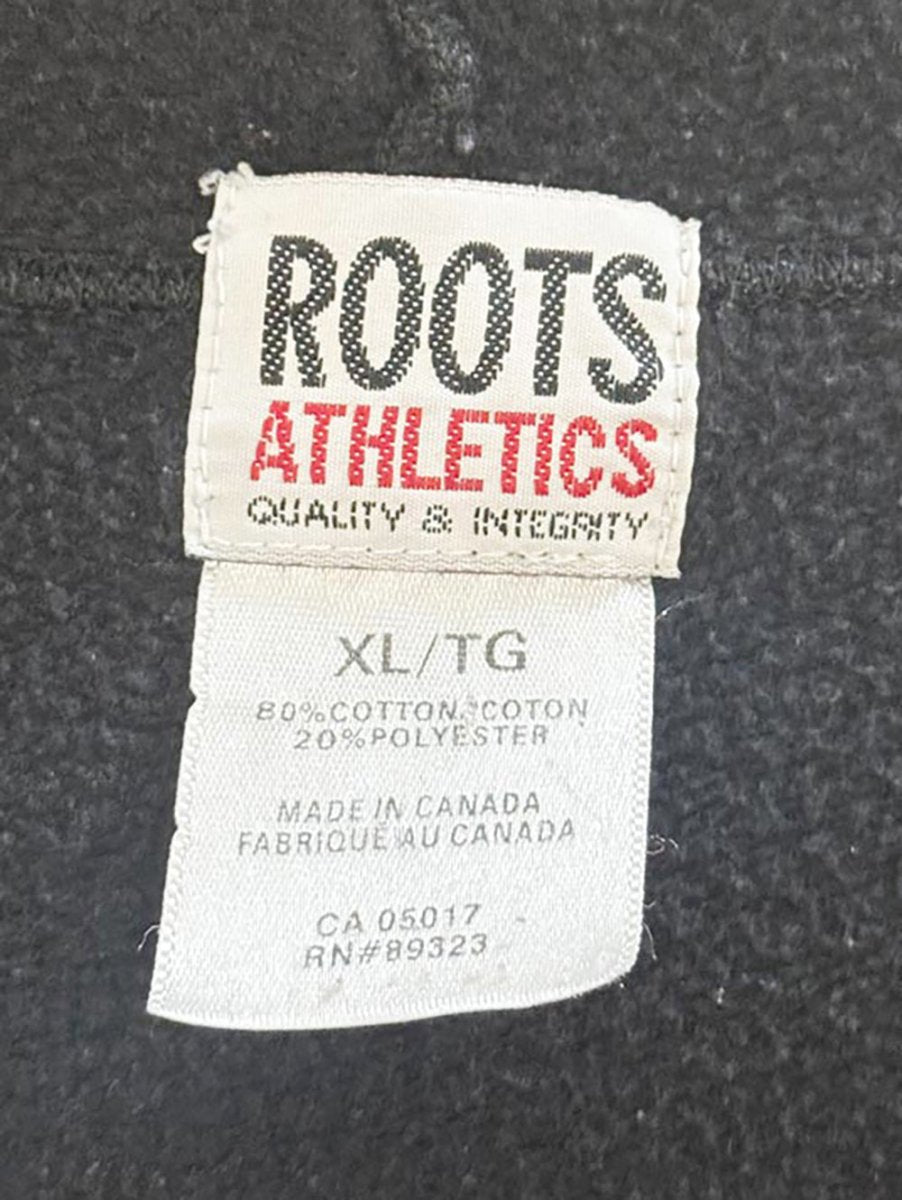 ROOTS
ATHLETICS
QUALITY & INTEGRITY
XL/TG
80%COTTON/COTON
20%POLYESTER
MADE IN CANADA
FABRIQUÉ AU CANADA
CA 05017
RN#89323